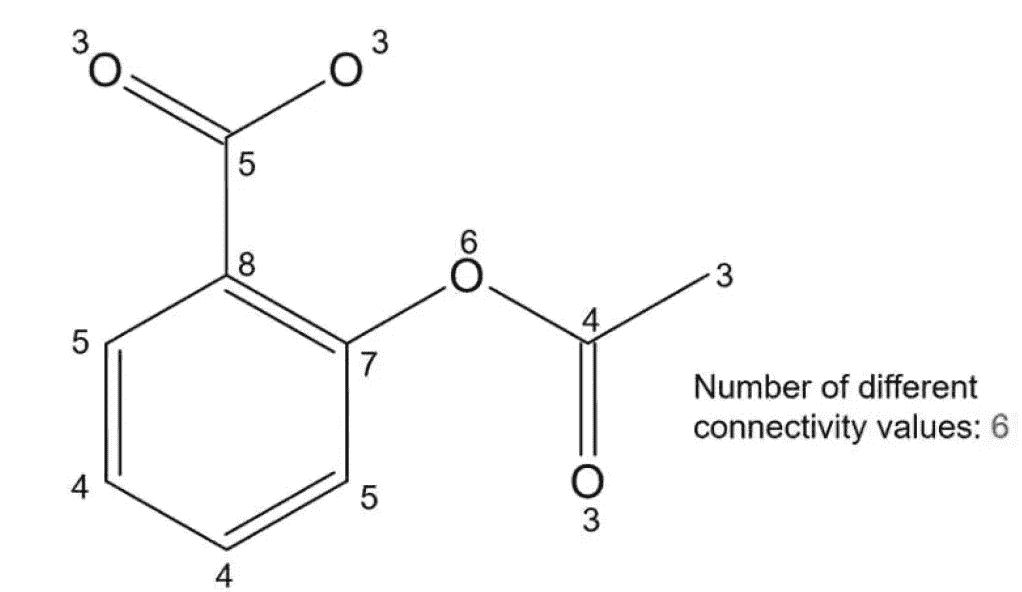 3 O O 3
5
6
8 O 3
5 4
7
Number of different
connectivity values: 6
4 5 O
3
4